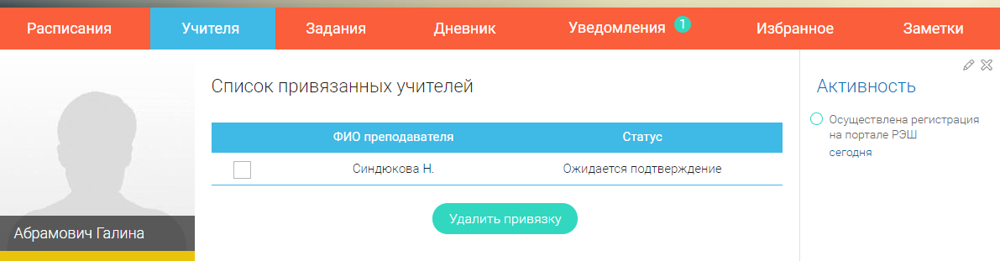 Расписания Учителя Задания Дневник Уведомления 1 Избранное Заметки
Список привязанных учителей
ФИО преподавателя Статус
Синдюкова Н. Ожидается подтверждение
Удалить привязку
Абрамович Галина
Активность
Осуществлена регистрация
на портале РЭШ
сегодня